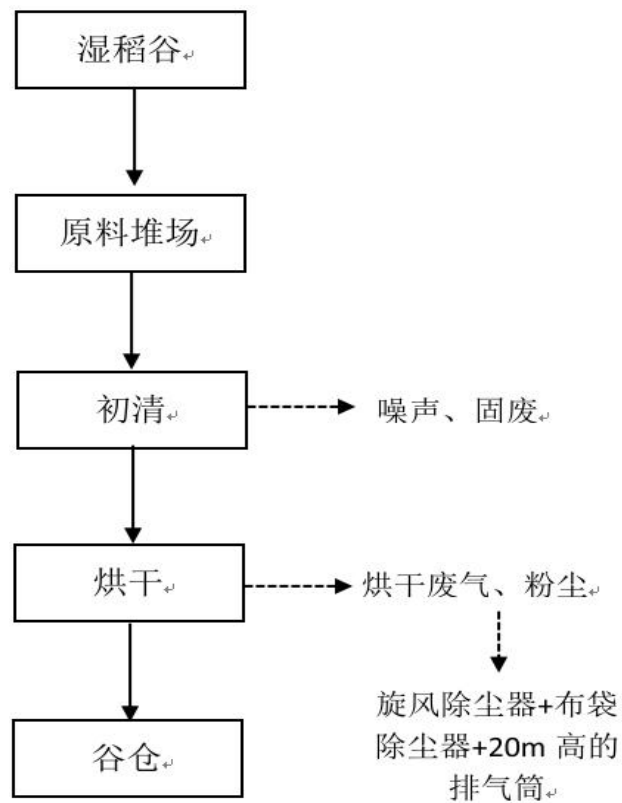 湿稻谷
原料堆场
初清
噪声、固废
烘干
烘干废气、粉尘
旋风除尘器+布袋
除尘器+20m 高的
排气筒
谷仓